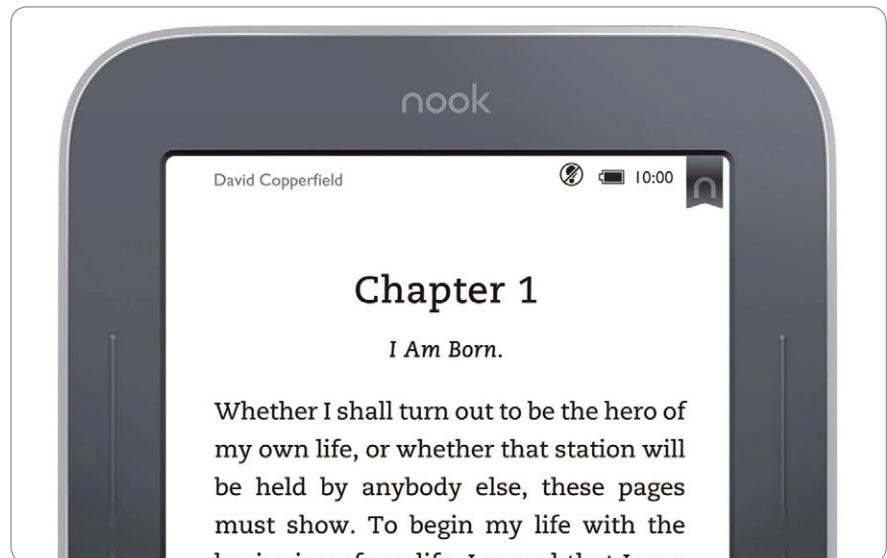 nook
David Copperfield
10:00
Chapter 1
I Am Born.
Whether I shall turn out to be the hero of
my own life, or whether that station will
be held by anybody else, these pages
must show. To begin my life with the